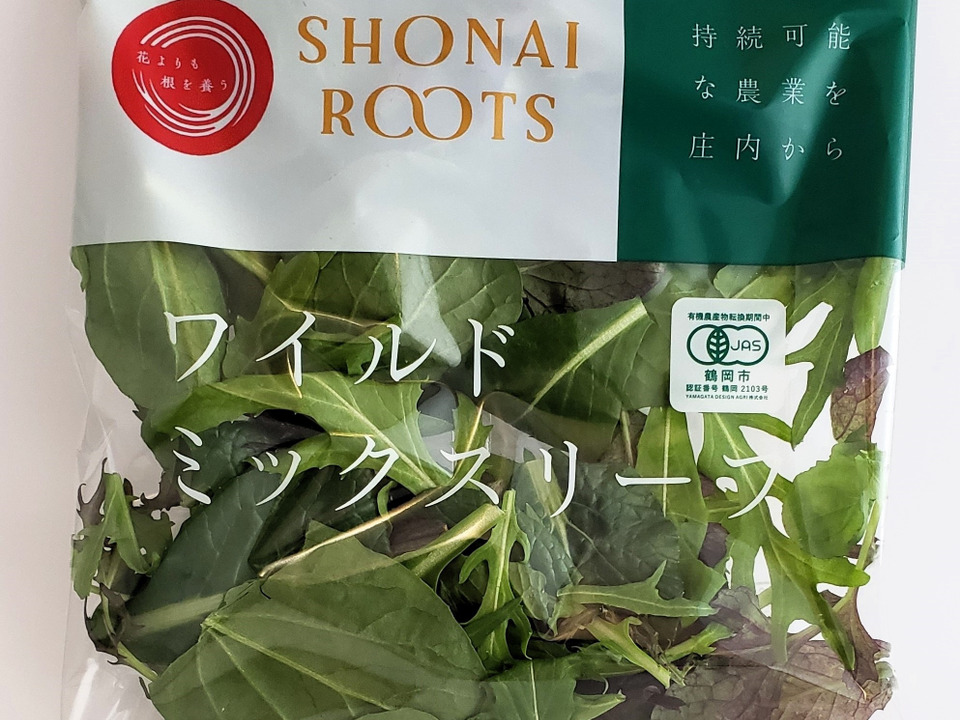 花よりも
根を養う
SHONAI
ROOTS
持続可能
な農業を
庄内から
ワイルド
ミックスリーフ
有機農産物転換期間中
JAS
鶴岡市
認証番号 鶴岡 2103号
YAMAGATA DESIGN AGRI 株式会社